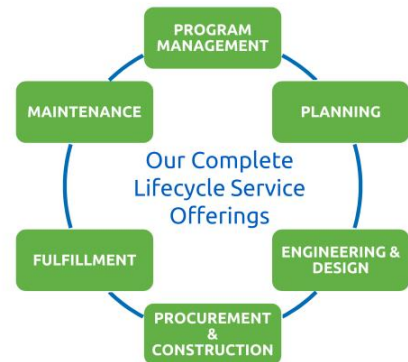 PROGRAM
MANAGEMENT
MAINTENANCE
PLANNING
Our Complete
Lifecycle Service
Offerings
FULFILLMENT
ENGINEERING &
DESIGN
PROCUREMENT
&
CONSTRUCTION